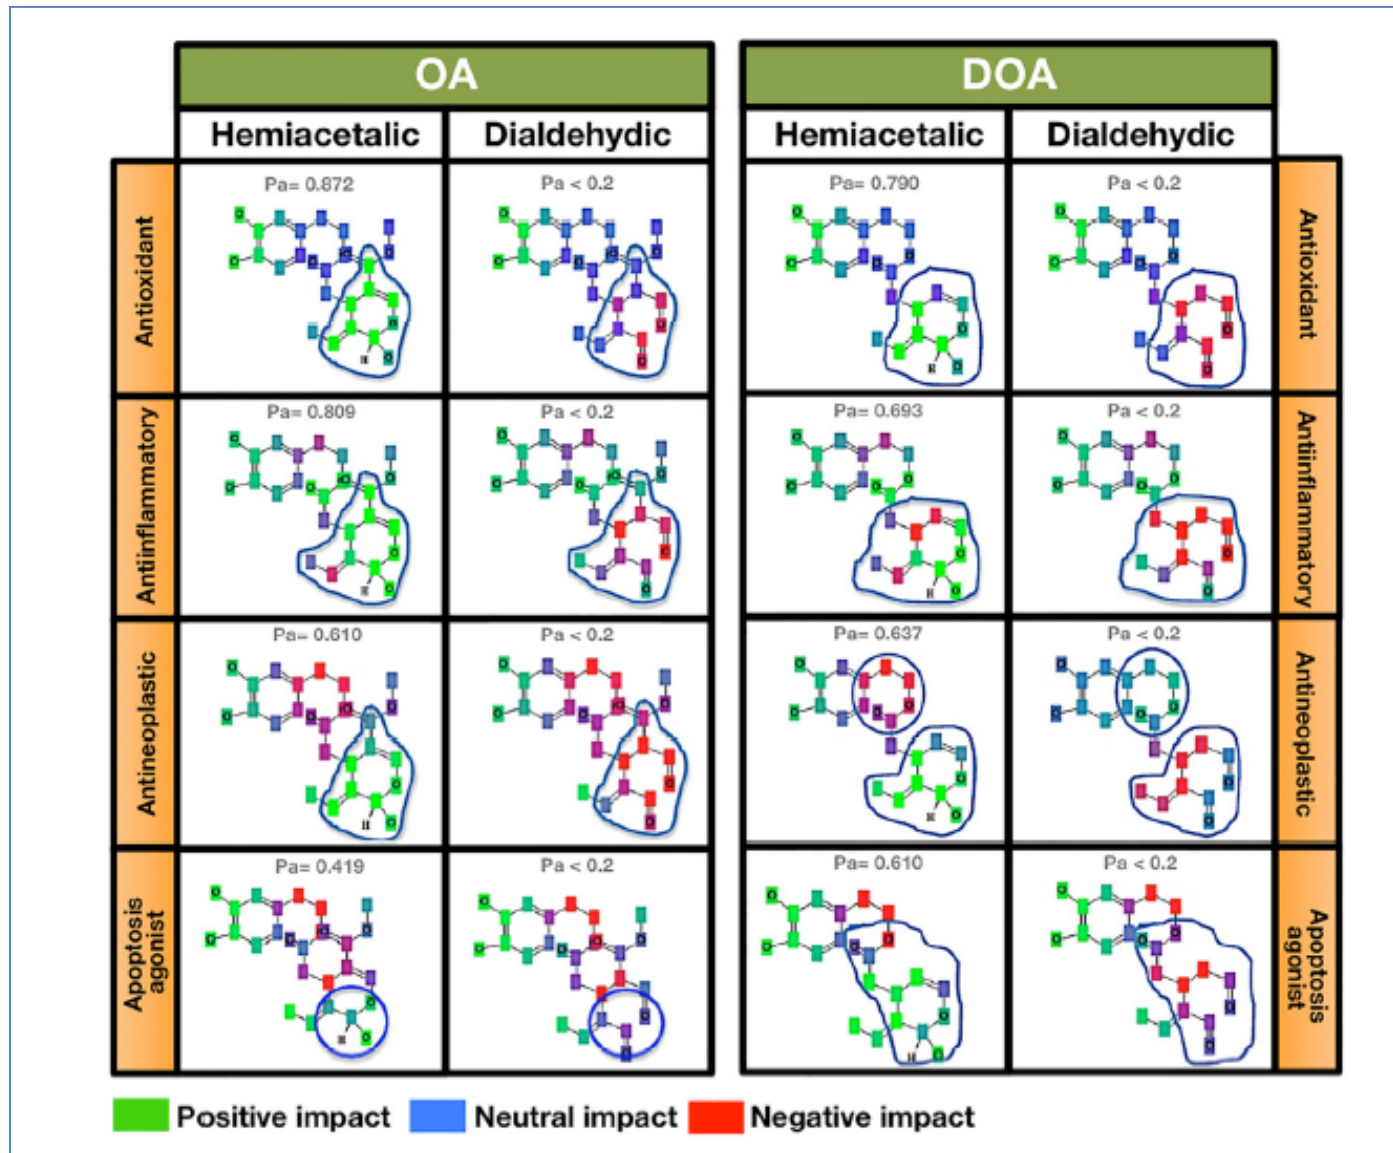 OA
DOA
Hemiacetalic
Dialdehydic
Hemiacetalic
Dialdehydic
Antioxidant
Pa= 0.872
Pa < 0.2
Pa= 0.790
Pa < 0.2
Antioxidant
Antiinflammatory
Pa= 0.809
Pa < 0.2
Pa= 0.693
Pa < 0.2
Antiinflammatory
Antineoplastic
Pa= 0.610
Pa < 0.2
Pa= 0.637
Pa < 0.2
Antineoplastic
Apoptosis
agonist
Pa= 0.419
Pa < 0.2
Pa= 0.610
Pa < 0.2
Apoptosis
agonist
Positive impact
Neutral impact
Negative impact